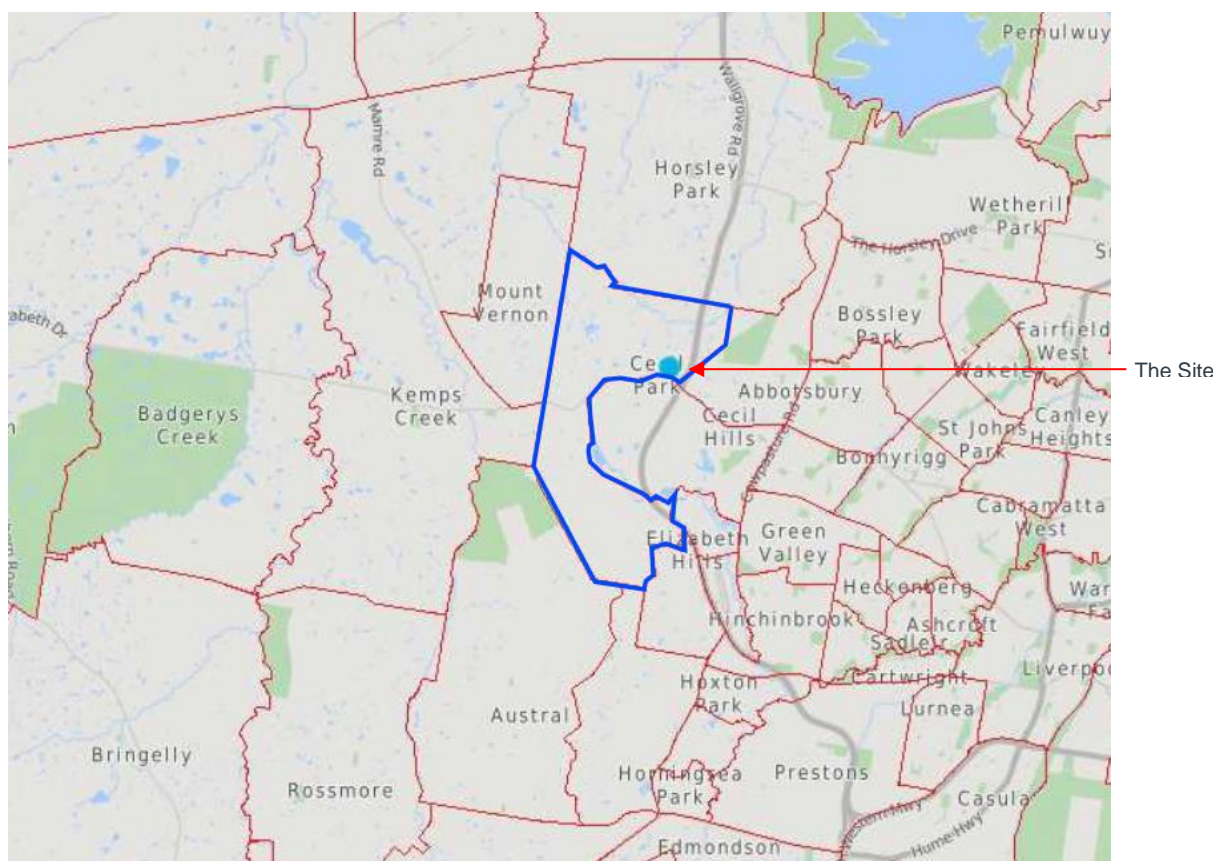 Pemulwuy
Wallgrove Rd
Mamre Rd
Horsley
Park
Wetherill
Park
The Horsley Drive
Mount
Vernon
Bossley
Park
Fairfield
West
Wakeley
The Site
Park
Abbotsbury
Kemps
Creek
Badgerys
Creek
Cecil
Hills
St Johns
Park
Canley
Heights
Bonnyrigg
Cowpasture Rd
Cabramatta
West
Green
Valley
Elizabeth
Hills
Heckenberg
Hinchinbrook
Ashcroft
Sadleir
Cartwright
Hoxton
Park
Lurnea
Austral
Bringelly
Rossmore
Horningsea
Park
Prestons
Casula
Hume Hwy
Edmondson